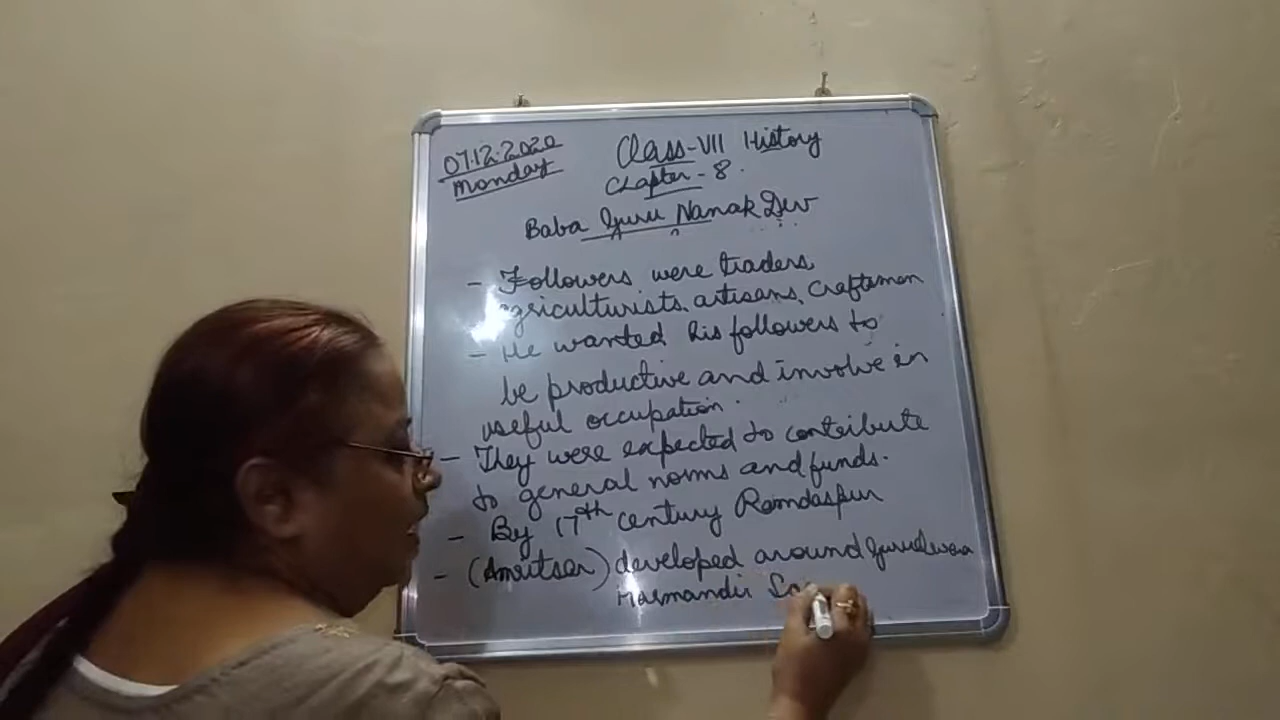 07.12.2020 Class-VII History
Monday Chapter - 8.
Baba Guru Nanak Dev
- Followers were traders,
agriculturists, artisans, craftsmen
- He wanted his followers to
be productive and involve in
useful occupation.
- They were expected to contribute
to general norms and funds.
- By 17th century Ramdaspur
- (Amritsar) developed around Gurudwara
Harmandir